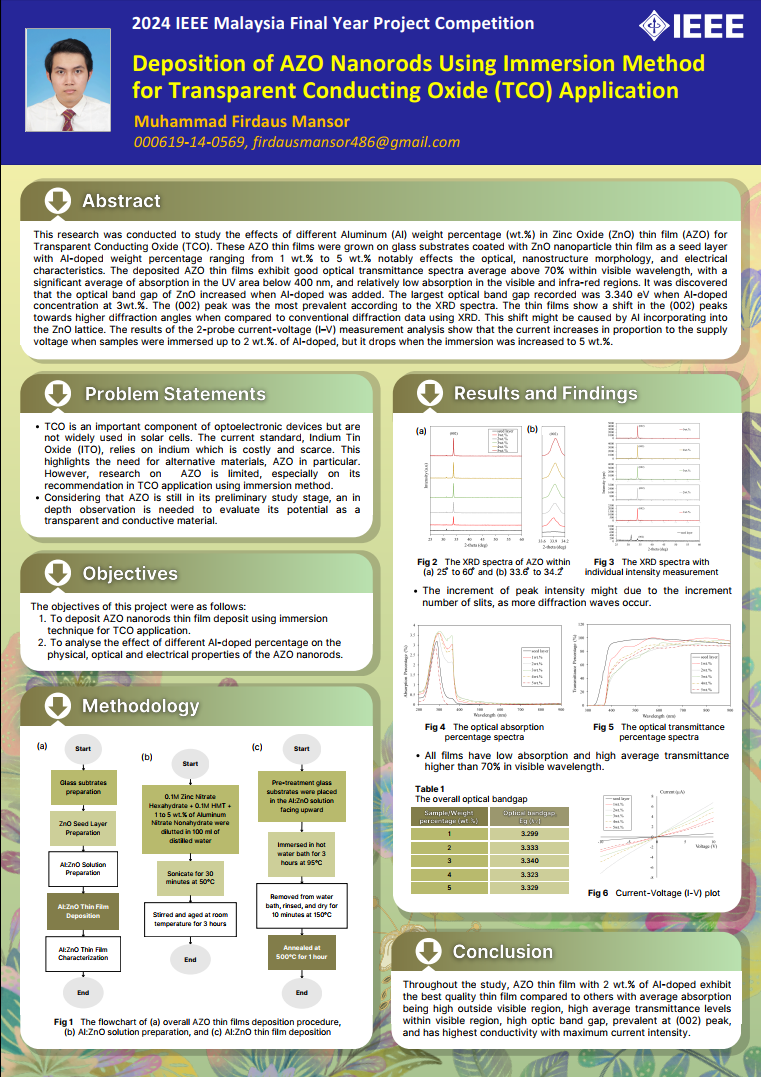 2024 IEEE Malaysia Final Year Project Competition
IEEE
Deposition of AZO Nanorods Using Immersion Method
for Transparent Conducting Oxide (TCO) Application
Muhammad Firdaus Mansor
000619-14-0569, firdausmansor486@gmail.com
Abstract
This research was conducted to study the effects of different Aluminum (Al) weight percentage (wt.%) in Zinc Oxide (ZnO) thin film (AZO) for
Transparent Conducting Oxide (TCO). These AZO thin films were grown on glass substrates coated with ZnO nanoparticle thin film as a seed layer
with Al-doped weight percentage ranging from 1 wt.% to 5 wt.% notably effects the optical, nanostructure morphology, and electrical
characteristics. The deposited AZO thin films exhibit good optical transmittance spectra average above 70% within visible wavelength, with a
significant average of absorption in the UV area below 400 nm, and relatively low absorption in the visible and infra-red regions. It was discovered
that the optical band gap of ZnO increased when Al-doped was added. The largest optical band gap recorded was 3.340 eV when Al-doped
concentration at 3wt.%. The (002) peak was the most prevalent according to the XRD spectra. The thin films show a shift in the (002) peaks
towards higher diffraction angles when compared to conventional diffraction data using XRD. This shift might be caused by Al incorporating into
the ZnO lattice. The results of the 2-probe current-voltage (I-V) measurement analysis show that the current increases in proportion to the supply
voltage when samples were immersed up to 2 wt.%. of Al-doped, but it drops when the immersion was increased to 5 wt.%.
Problem Statements
• TCO is an important component of optoelectronic devices but are
not widely used in solar cells. The current standard, Indium Tin
Oxide (ITO), relies on indium which is costly and scarce. This
highlights the need for alternative materials, AZO in particular.
However, research on AZO is limited, especially on its
recommendation in TCO application using immersion method.
• Considering that AZO is still in its preliminary study stage, an in
depth observation is needed to evaluate its potential as a
transparent and conductive material.
Objectives
The objectives of this project were as follows:
1. To deposit AZO nanorods thin film deposit using immersion
technique for TCO application.
2. To analyse the effect of different Al-doped percentage on the
physical, optical and electrical properties of the AZO nanorods.
Methodology
(a)
Start
Glass subtrates
preparation
ZnO Seed Layer
Preparation
Al:ZnO Solution
Preparation
Al:ZnO Thin Film
Deposition
Al:ZnO Thin Film
Characterization
End
(b)
Start
0.1M Zinc Nitrate
Hexahydrate + 0.1M HMT +
1 to 5 wt.% of Aluminum
Nitrate Nonahydrate were
dilutted in 100 ml of
distilled water
Sonicate for 30
minutes at 50°C
Stirred and aged at room
temperature for 3 hours
End
(c)
Start
Pre-treatment glass
substrates were placed
in the Al:ZnO solution
facing upward
Immersed in hot
water bath for 3
hours at 95°C
Removed from water
bath, rinsed, and dry for
10 minutes at 150°C
Annealed at
500°C for 1 hour
End
Fig 1 The flowchart of (a) overall AZO thin films deposition procedure,
(b) Al:ZnO solution preparation, and (c) Al:ZnO thin film deposition
Results and Findings
(a)
(b)
2-theta (deg)
2-theta (deg)
Fig 2 The XRD spectra of AZO within
(a) 25° to 60° and (b) 33.6° to 34.2°
Fig 3 The XRD spectra with
individual intensity measurement
• The increment of peak intensity might due to the increment
number of slits, as more diffraction waves occur.
Absorption Percentage (%)
Wavelength (nm)
Fig 4 The optical absorption
percentage spectra
Transmittance Percentage (%)
Wavelength (nm)
Fig 5 The optical transmittance
percentage spectra
• All films have low absorption and high average transmittance
higher than 70% in visible wavelength.
Table 1
The overall optical bandgap
Sample/Weight Optical bandgap,
percentage (wt.%)
1 3.299
2 3.333
3 3.340
4 3.323
5 3.329
Current (μA)
Voltage (V)
Fig 6 Current-Voltage (I-V) plot
Conclusion
Throughout the study, AZO thin film with 2 wt.% of Al-doped exhibit
the best quality thin film compared to others with average absorption
being high outside visible region, high average transmittance levels
within visible region, high optic band gap, prevalent at (002) peak,
and has highest conductivity with maximum current intensity.